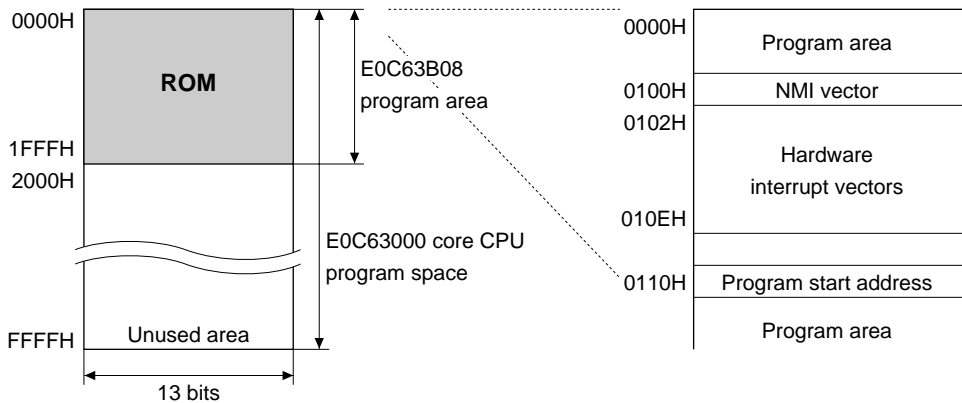 0000H
ROM
1FFFH
2000H
E0C63B08
program area
E0C63000 core CPU
program space
FFFFH
Unused area
13 bits
0000H
Program area
0100H
NMI vector
0102H
Hardware
interrupt vectors
010EH
0110H
Program start address
Program area